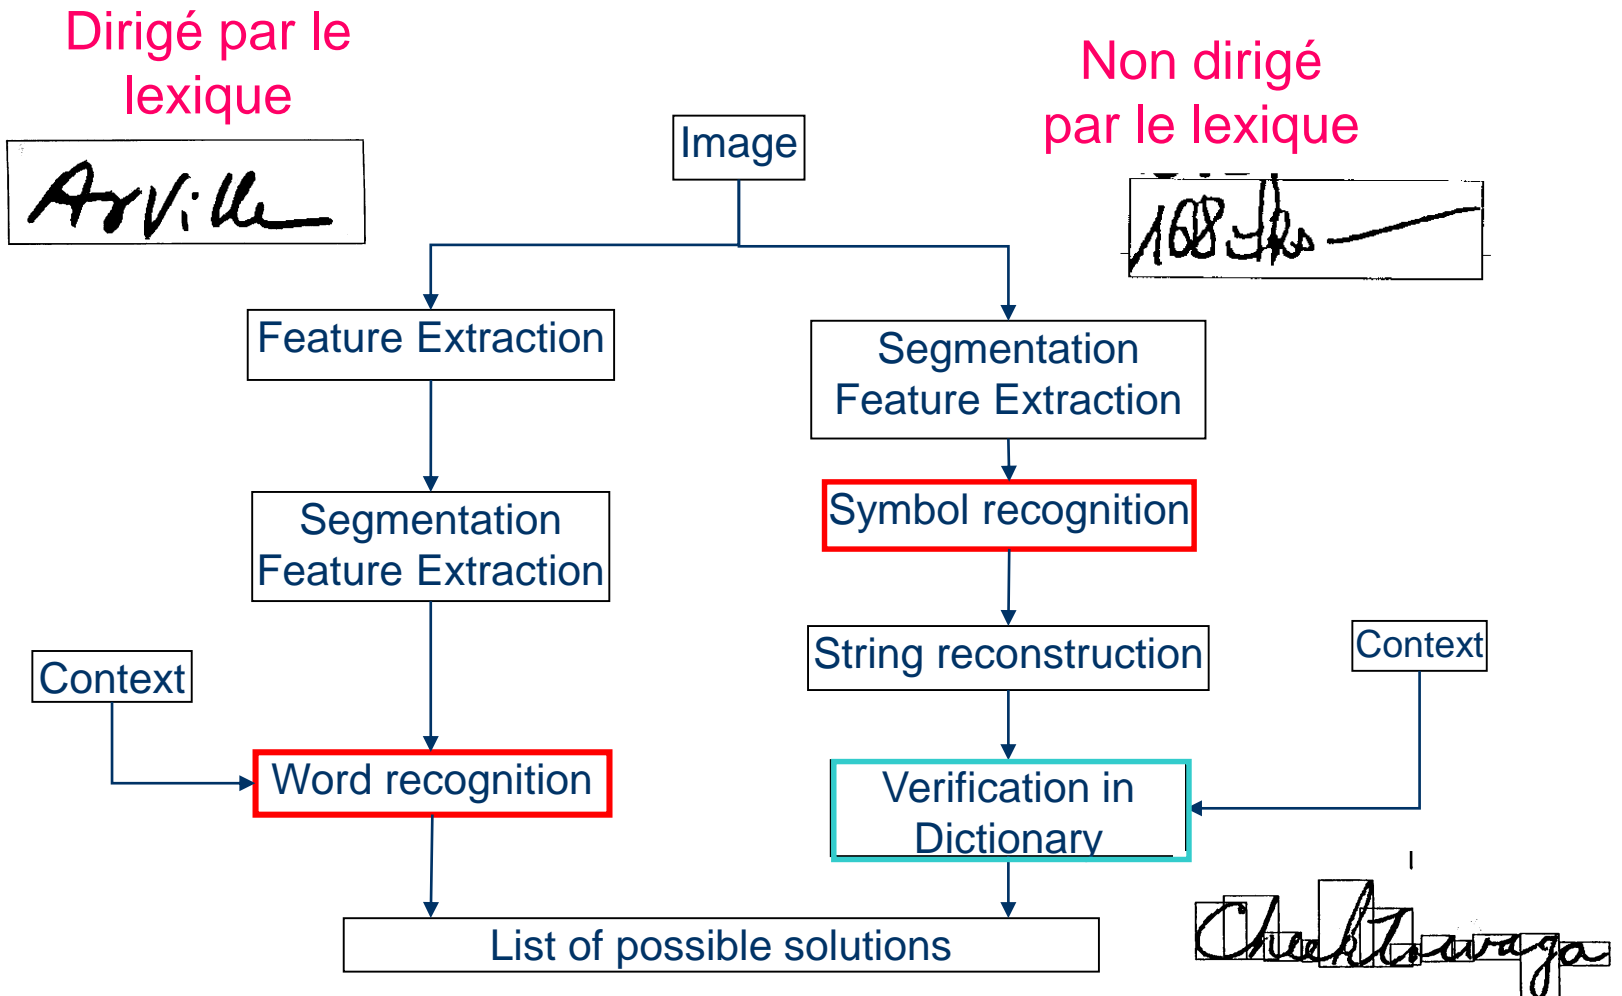 Dirigé par le
lexique
Non dirigé
par le lexique
Image
ArVille
168
Feature Extraction
Segmentation
Feature Extraction
Segmentation
Feature Extraction
Symbol recognition
String reconstruction
Context
Context
Word recognition
Verification in
Dictionary
List of possible solutions
Cheektowaga